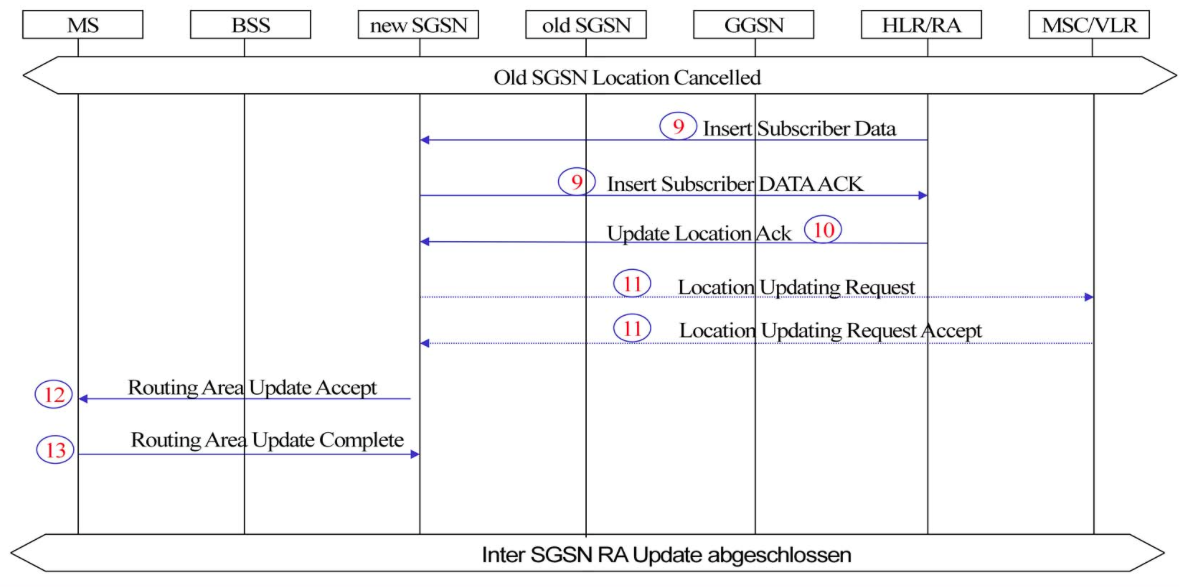 MS BSS new SGSN old SGSN GGSN HLR/RA MSC/VLR
Old SGSN Location Cancelled
9 Insert Subscriber Data
9 Insert Subscriber DATA ACK
Update Location Ack 10
11 Location Updating Request
11 Location Updating Request Accept
12 Routing Area Update Accept
13 Routing Area Update Complete
Inter SGSN RA Update abgeschlossen